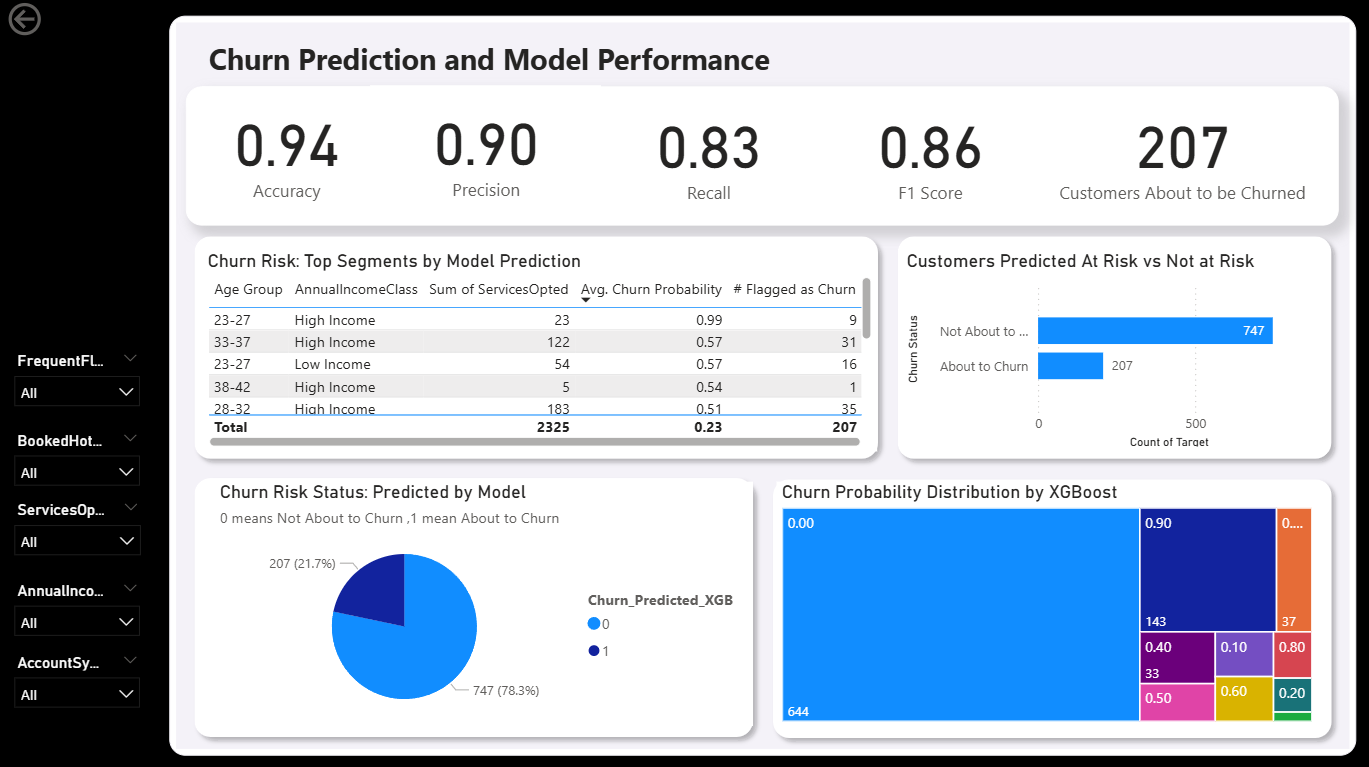 Churn Prediction and Model Performance
0.94 0.90 0.83 0.86 207
Accuracy Precision Recall F1 Score Customers About to be Churned
Churn Risk: Top Segments by Model Prediction
Age Group AnnualIncomeClass Sum of ServicesOpted Avg. Churn Probability # Flagged as Churn
23-27 High Income 23 0.99 9
33-37 High Income 122 0.57 31
23-27 Low Income 54 0.57 16
38-42 High Income 5 0.54 1
28-32 High Income 183 0.51 35
Total 2325 0.23 207
Customers Predicted At Risk vs Not at Risk
Churn Status
Not About to ... 747
About to Churn 207
0 500
Count of Target
FrequentFl...
All
BookedHot...
All
ServicesOp...
All
AnnualInco...
All
AccountSy...
All
Churn Risk Status: Predicted by Model
0 means Not About to Churn ,1 mean About to Churn
207 (21.7%)
747 (78.3%)
Churn_Predicted_XGB
0
1
Churn Probability Distribution by XGBoost
0.00 0.90 0....
644 143 37
0.40 0.10 0.80
33
0.50 0.60 0.20